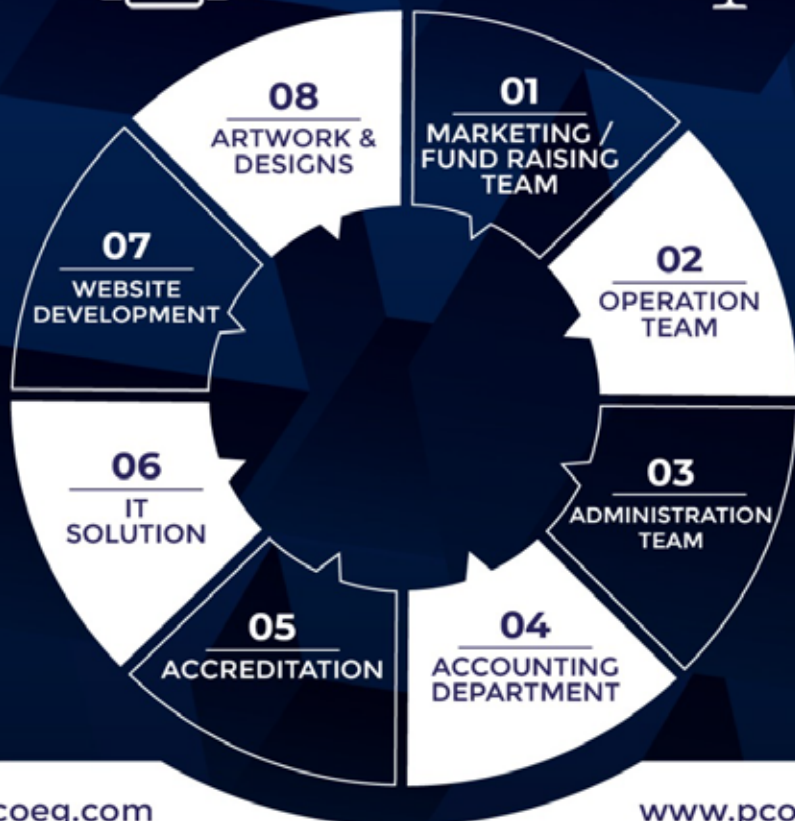 01
MARKETING /
FUND RAISING
TEAM
02
OPERATION
TEAM
03
ADMINISTRATION
TEAM
04
ACCOUNTING
DEPARTMENT
05
ACCREDITATION
06
IT
SOLUTION
07
WEBSITE
DEVELOPMENT
08
ARTWORK &
DESIGNS
coeg.com
www.pco